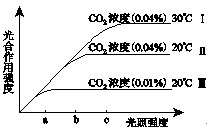 光合作用强度
CO₂浓度(0.04%) 30℃ Ⅰ
CO₂浓度(0.04%) 20℃ Ⅱ
CO₂浓度(0.01%) 20℃ Ⅲ
a b c 光照强度